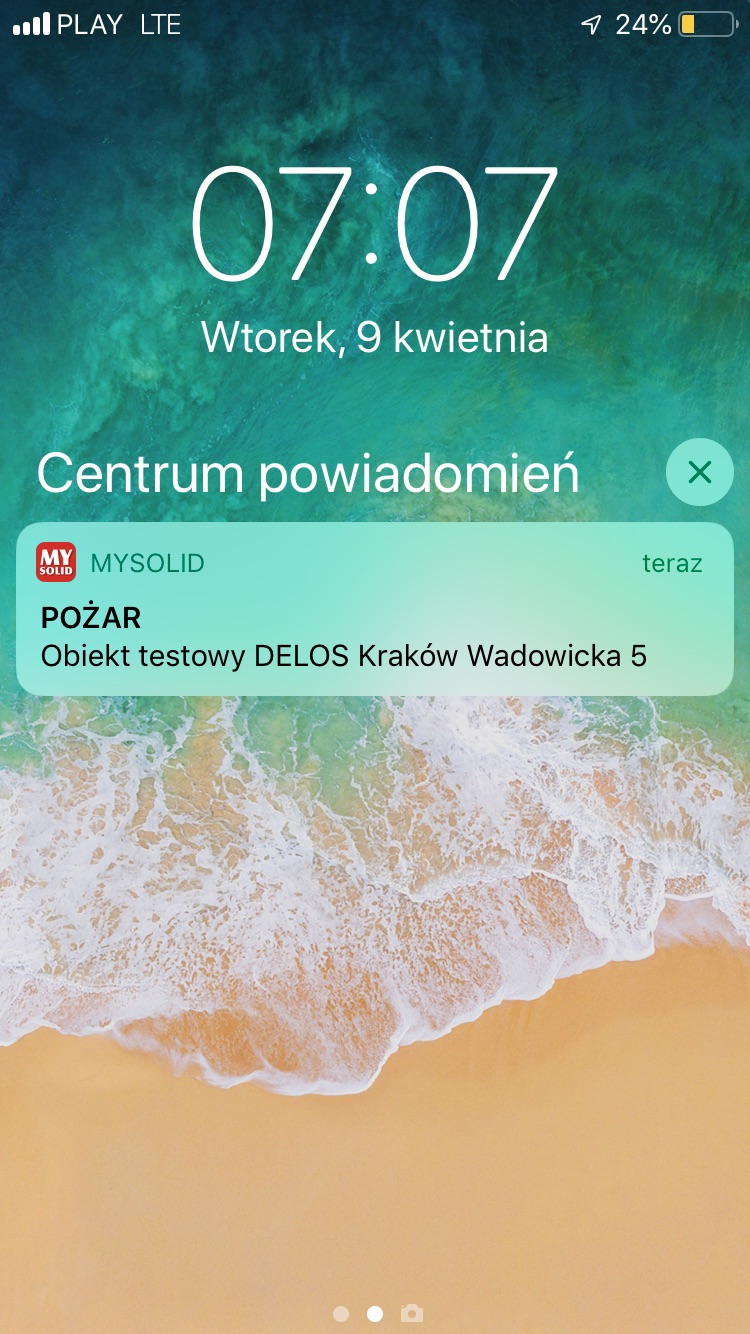 PLAY LTE 24%
07:07
Wtorek, 9 kwietnia
Centrum powiadomień
MY SOLID MYSOLID teraz
POŻAR
Obiekt testowy DELOS Kraków Wadowicka 5